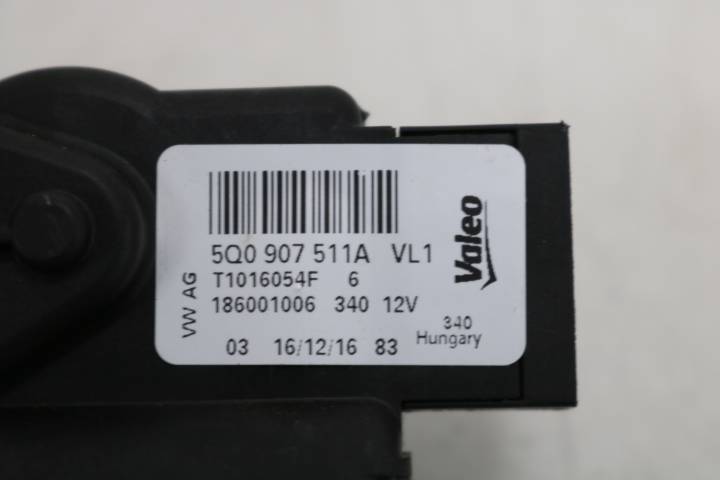 5Q0 907 511A VL1
T1016054F 6
186001006 340 12V
03 16/12/16 83
VW AG
Valeo
340
Hungary